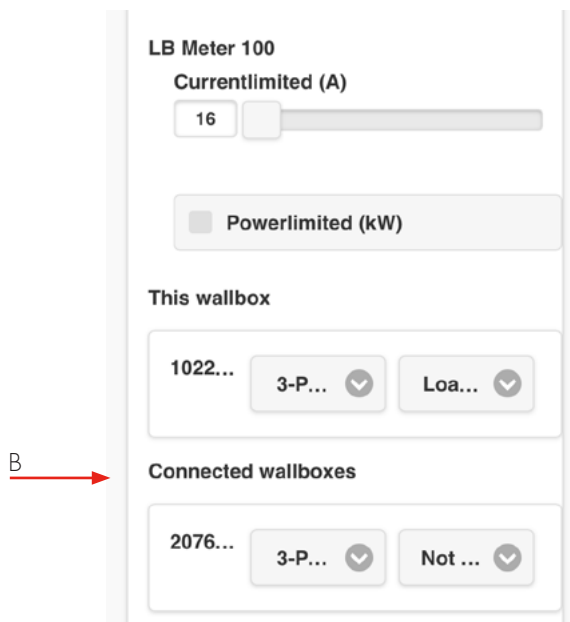 LB Meter 100
Currentlimited (A)
16
Powerlimited (kW)
This wallbox
1022... 3-P... Loa...
B
Connected wallboxes
2076... 3-P... Not ...